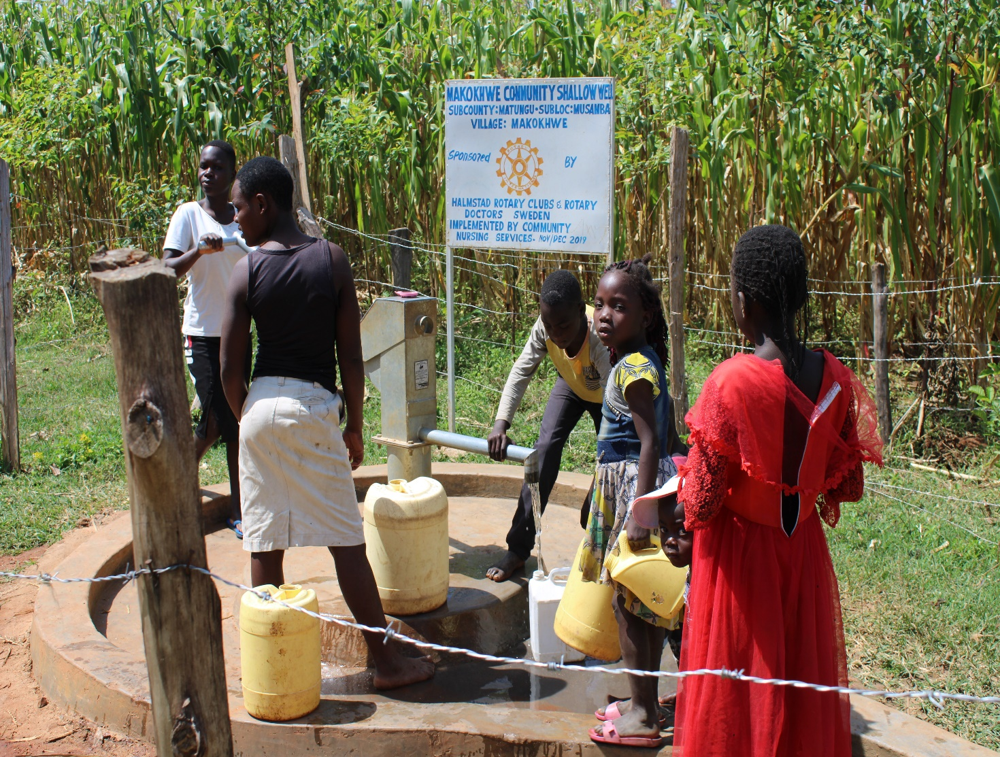 MAKOKHWE COMMUNITY SHALLOW WELL
SUBCOUNTY:MATUNGU-SUBLOC:MUSAMBA
VILLAGE: MAKOKHWE
Sponsored BY
ROTARY
HALMSTAD ROTARY CLUBS & ROTARY
DOCTORS SWEDEN
IMPLEMENTED BY COMMUNITY
NURSING SERVICES. NOV/DEC 2019